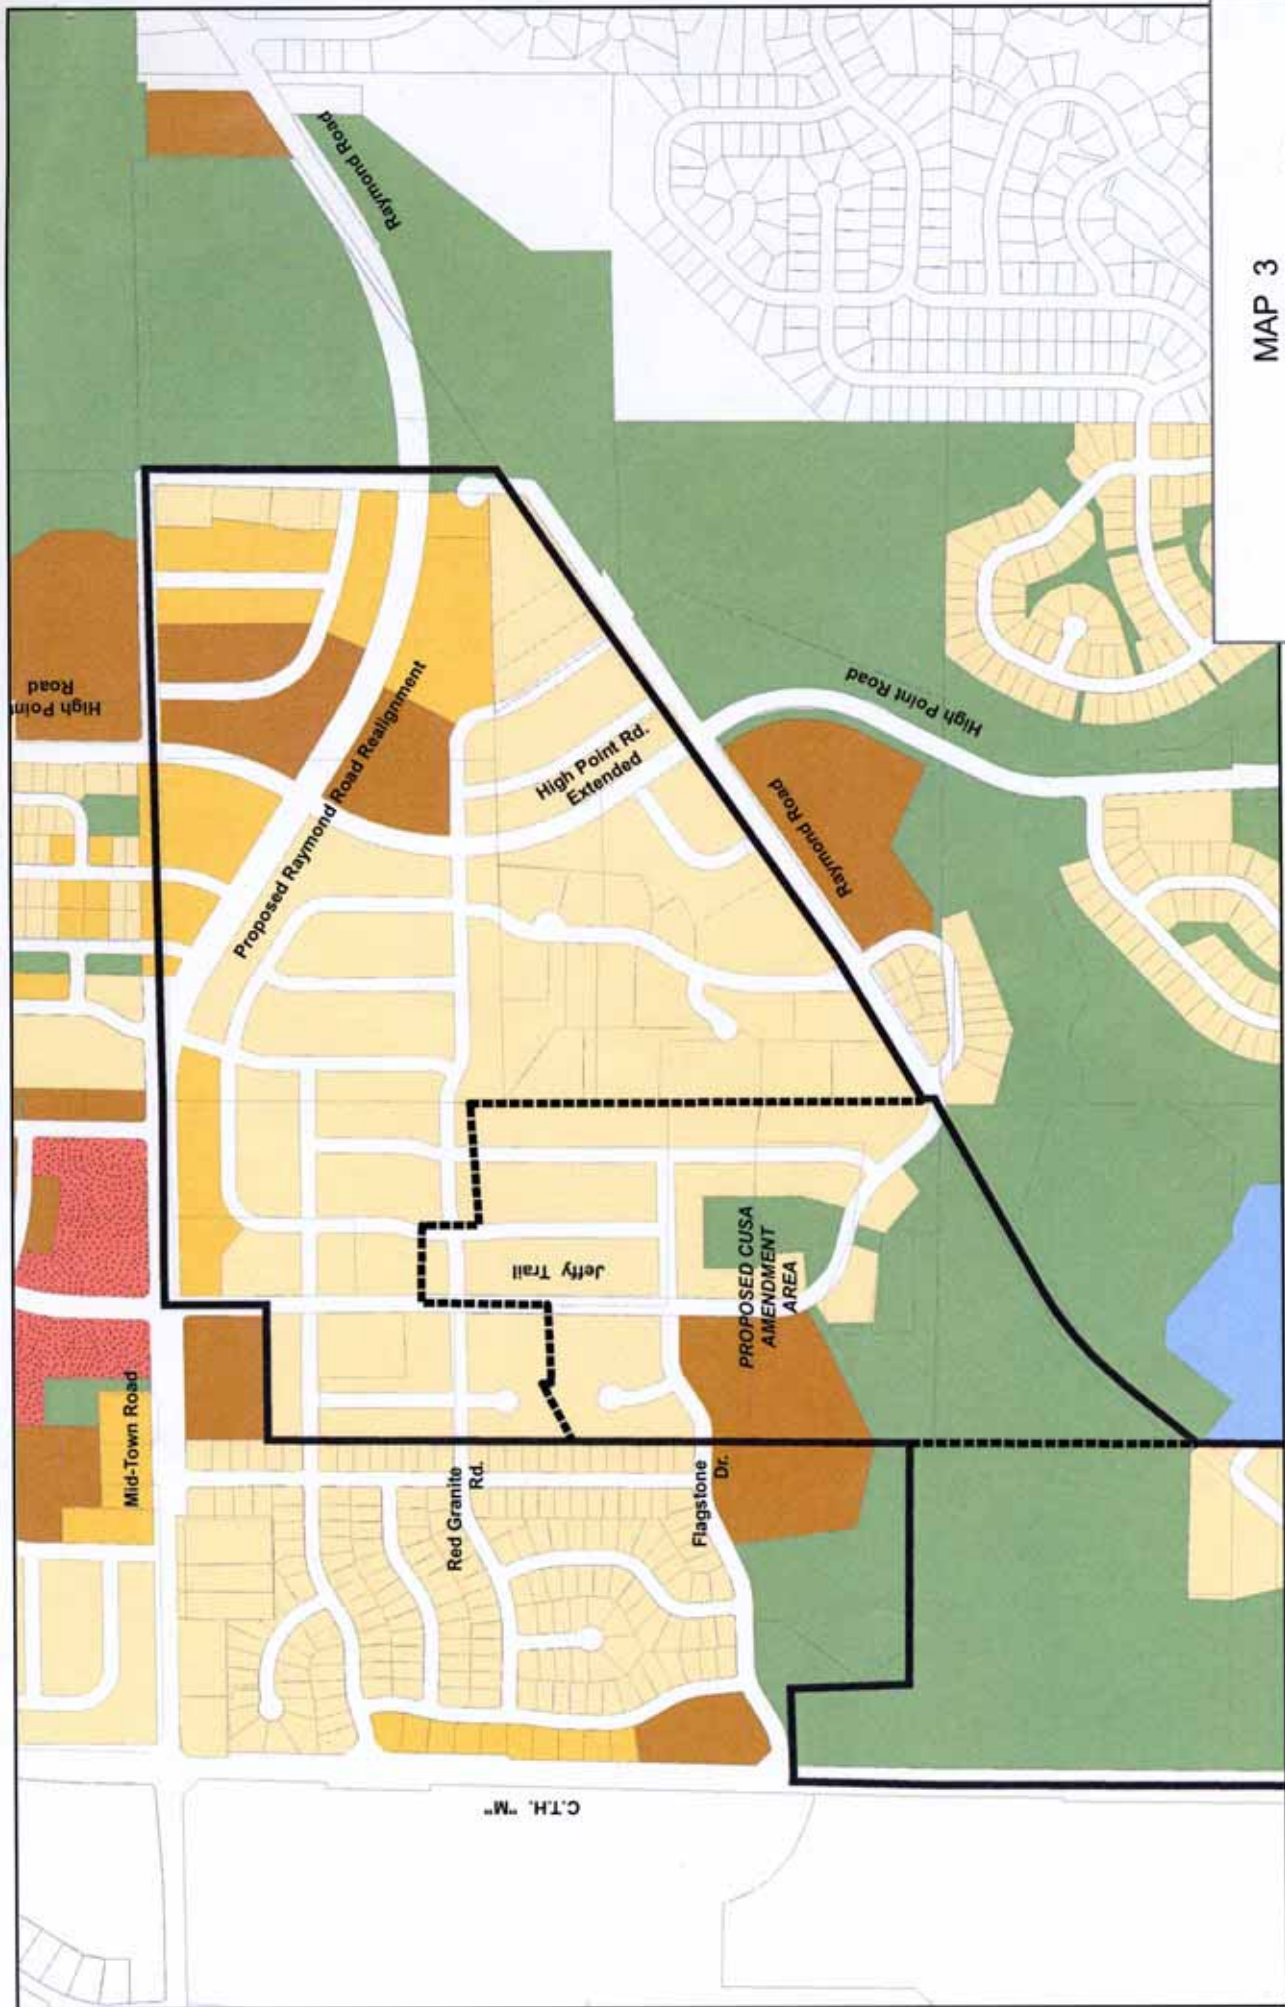 Raymond Road
High Point
Road
Proposed Raymond Road Realignment
High Point Rd.
Extended
High Point Road
Raymond Road
Jeffy Trail
PROPOSED CUSA
AMENDMENT
AREA
Mid-Town Road
Red Granite
Rd.
Flagstone
Dr.
C.T.H. "M"
MAP 3